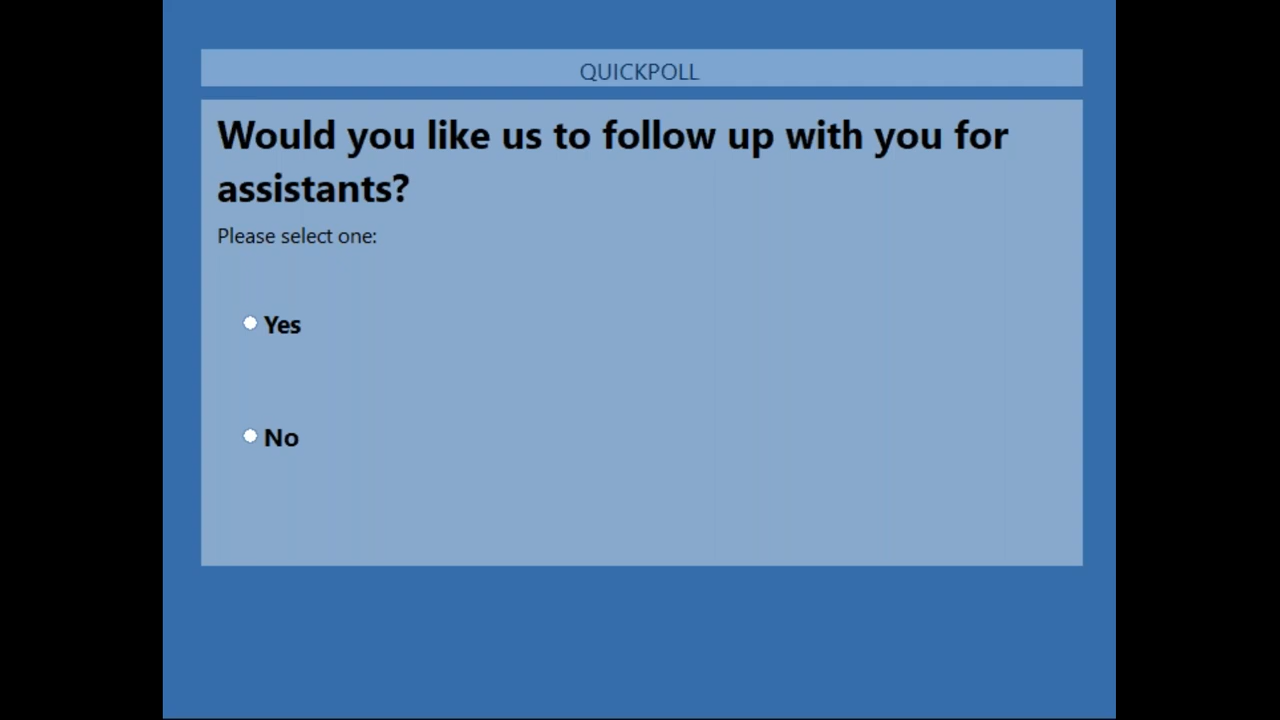 QUICKPOLL
Would you like us to follow up with you for
assistants?
Please select one:
Yes
No